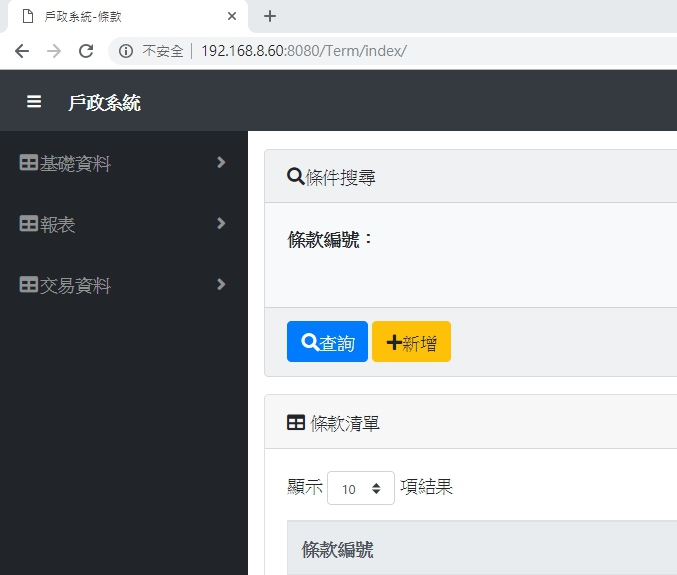 戶政系統-條款
不安全 | 192.168.8.60:8080/Term/index/
戶政系統
基礎資料
報表
交易資料
條件搜尋
條款編號：
查詢 新增
條款清單
顯示 10 項結果
條款編號